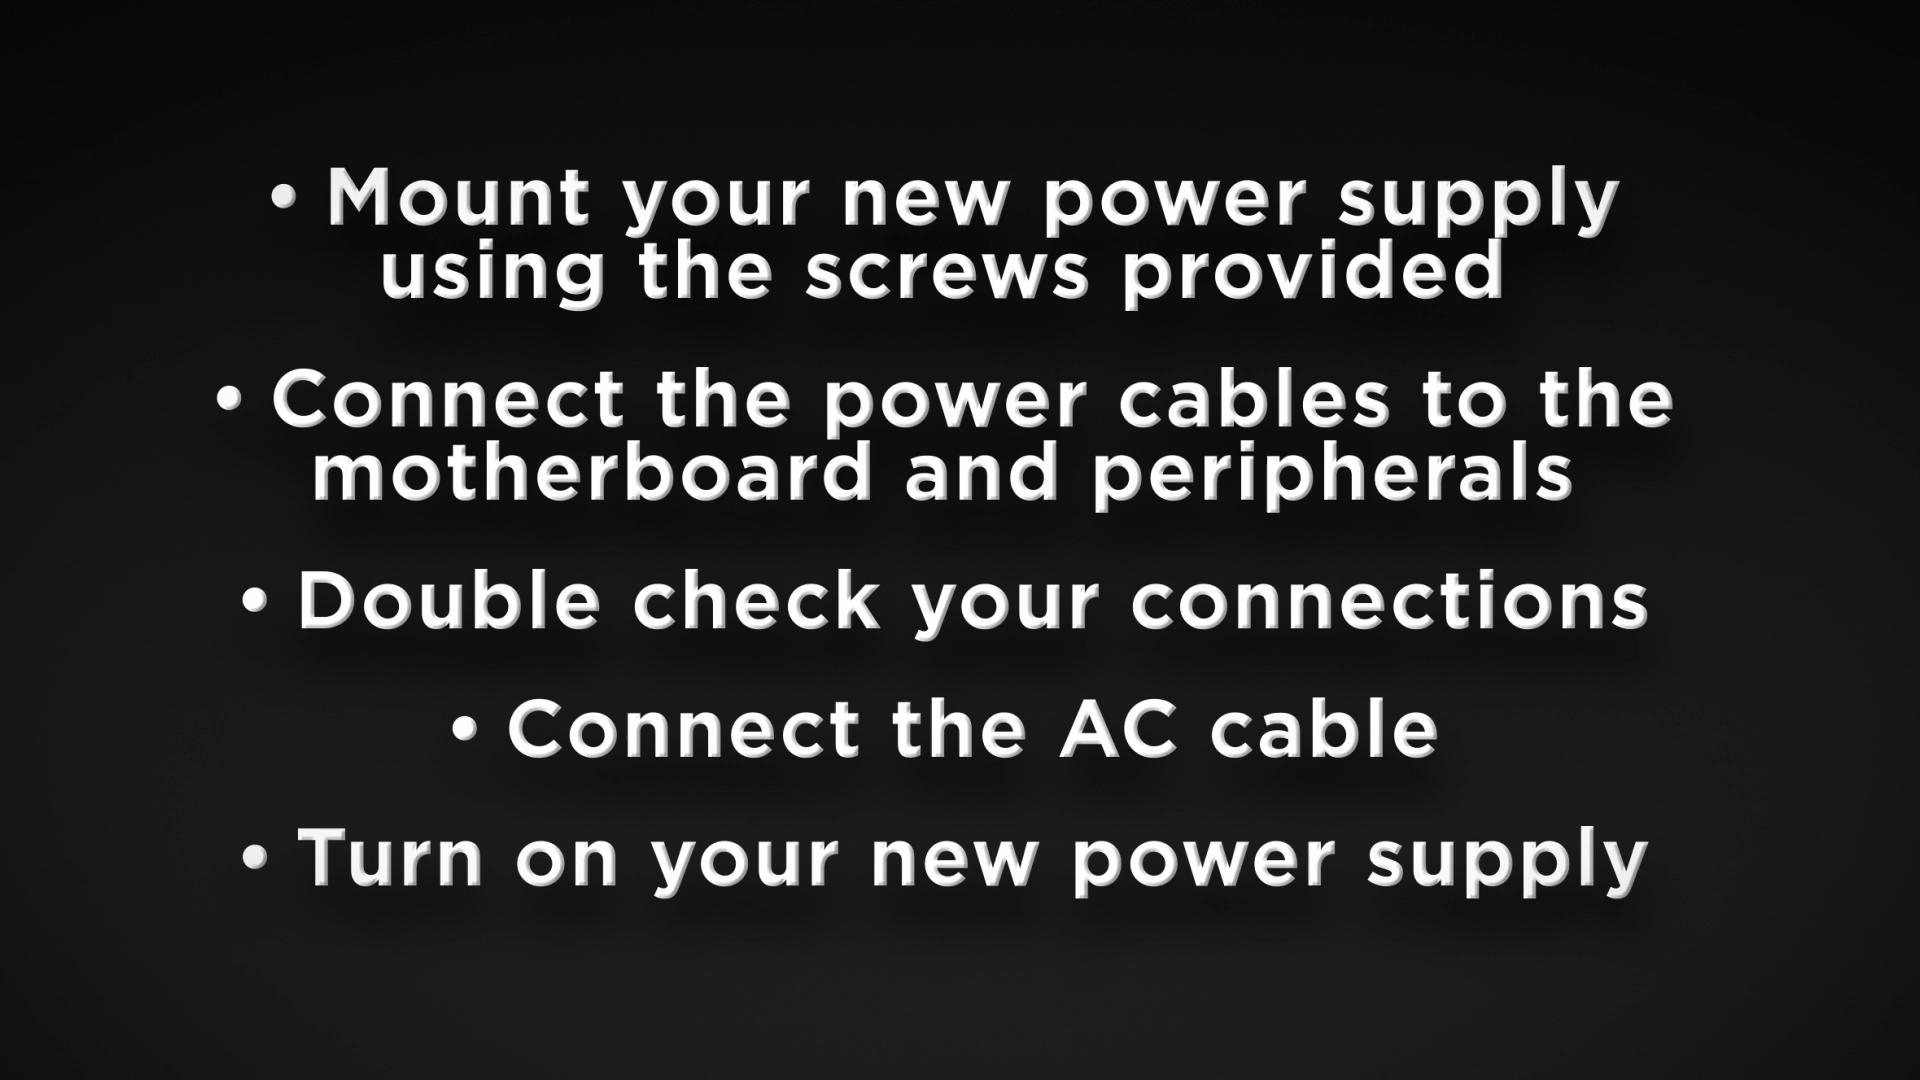 • Mount your new power supply
using the screws provided
• Connect the power cables to the
motherboard and peripherals
• Double check your connections
• Connect the AC cable
• Turn on your new power supply